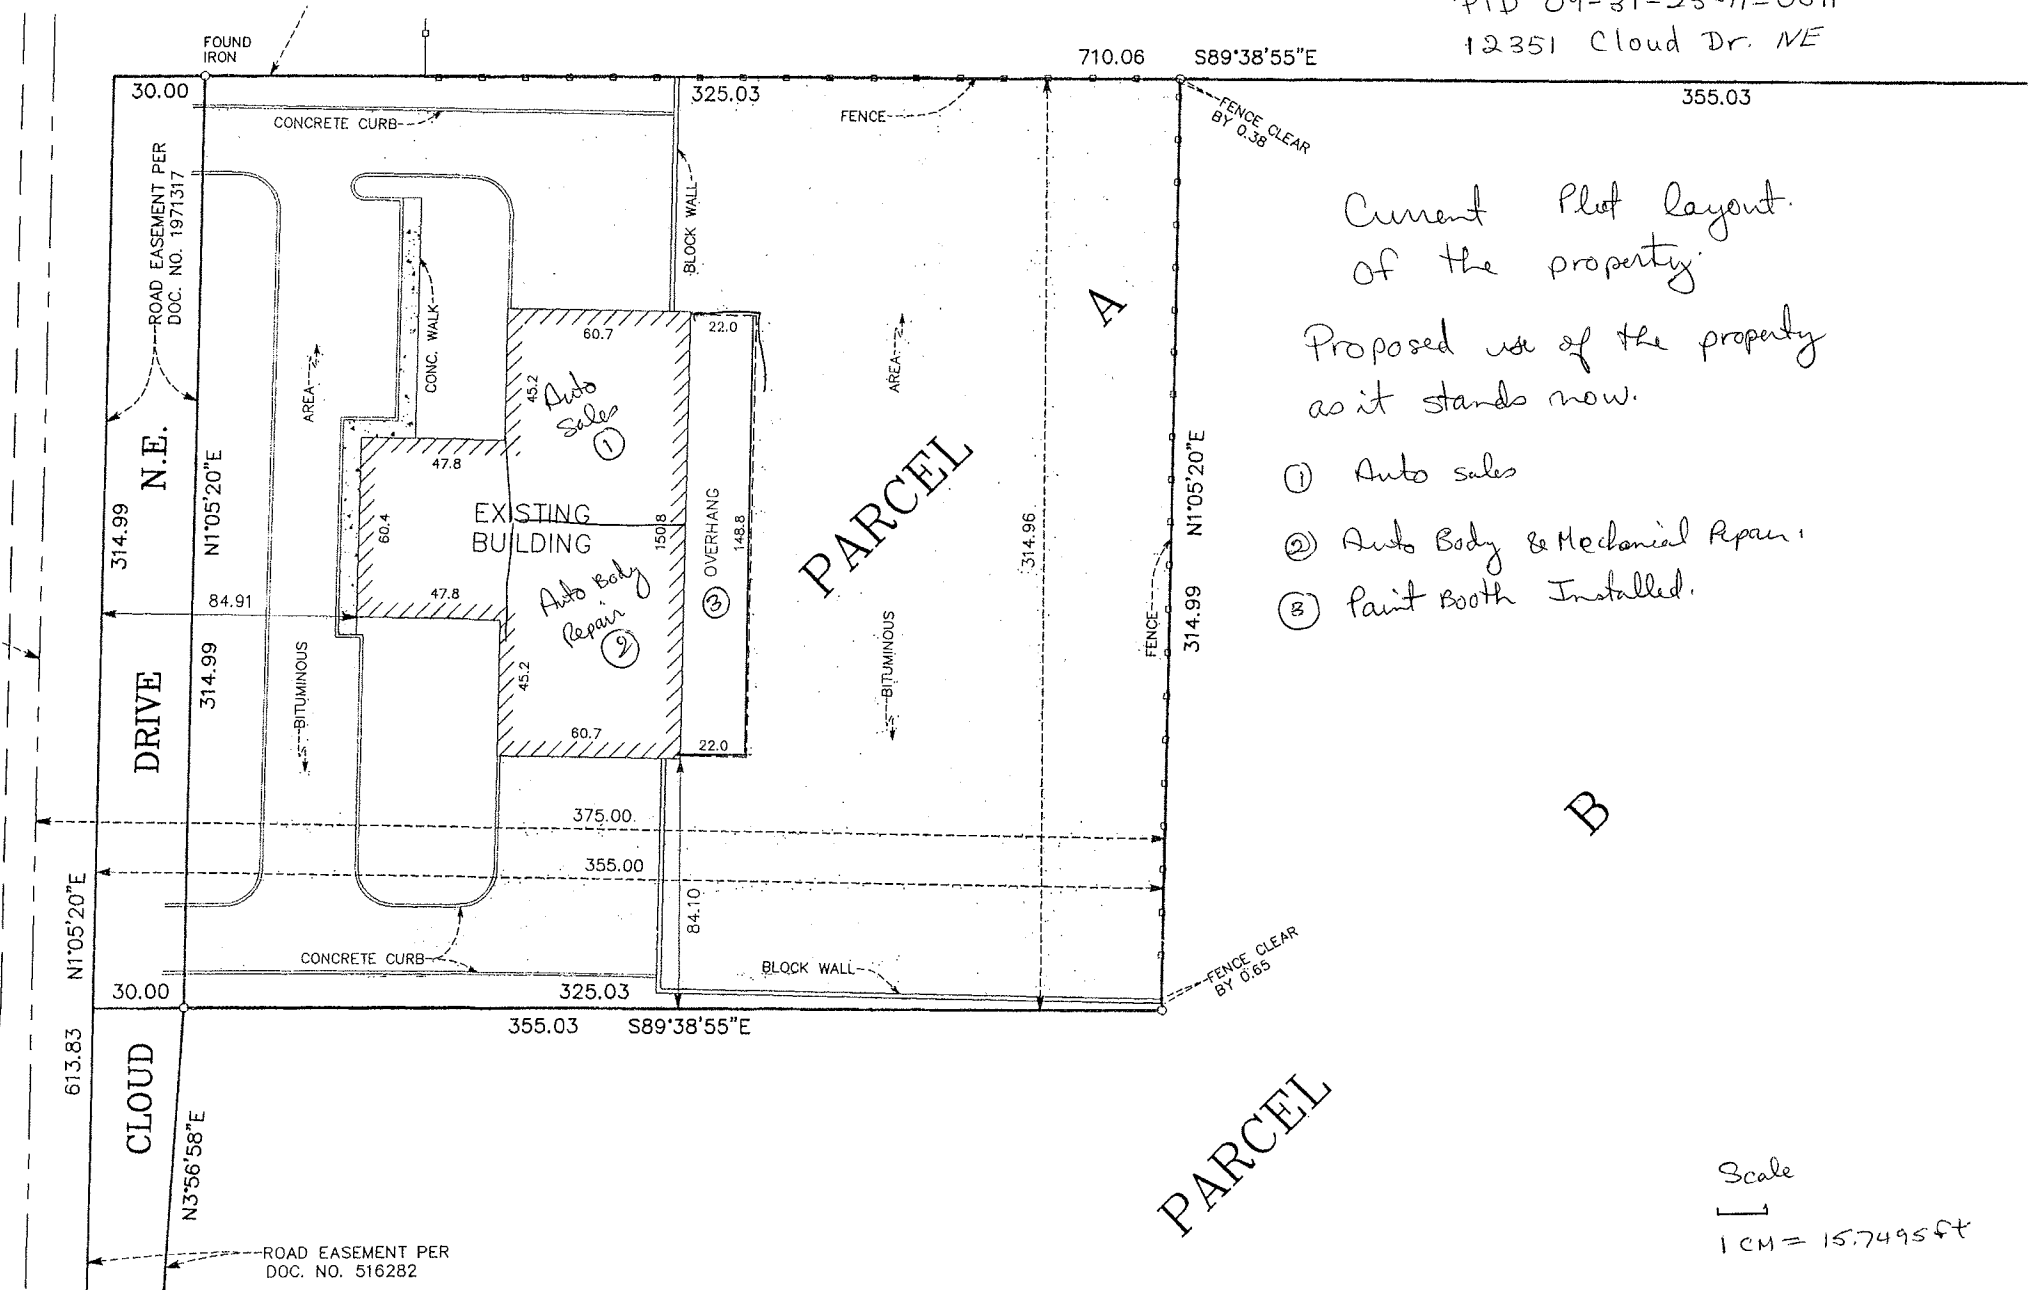 12351 Cloud Dr. NE
FOUND
IRON
710.06 S89°38'55"E
30.00
325.03
355.03
CONCRETE CURB
FENCE
FENCE CLEAR
BY 0.38
ROAD EASEMENT PER
DOC. NO. 1971317
BLOCK WALL
CONC. WALK
AREA
AREA
A
Current Plot layout.
of the property.
Proposed use of the property
as it stands now.
① Auto sales
② Auto Body & Mechanical Repair.
③ Paint Booth Installed.
60.7
22.0
45.2
Auto
Sales
①
47.8
EXISTING
BUILDING
60.4
150.8
③ OVERHANG
148.8
PARCEL
314.96
N1°05'20"E
FENCE
314.99
N.E.
314.99
N1°05'20"E
47.8
Auto Body
Repair
②
84.91
45.2
314.99
BITUMINOUS
BITUMINOUS
60.7
22.0
DRIVE
375.00
355.00
84.10
B
N1°05'20"E
CONCRETE CURB
BLOCK WALL
FENCE CLEAR
BY 0.65
30.00
325.03
355.03 S89°38'55"E
613.83
CLOUD
N3°56'58"E
PARCEL
ROAD EASEMENT PER
DOC. NO. 516282
Scale
1 CM = 15.7495 ft